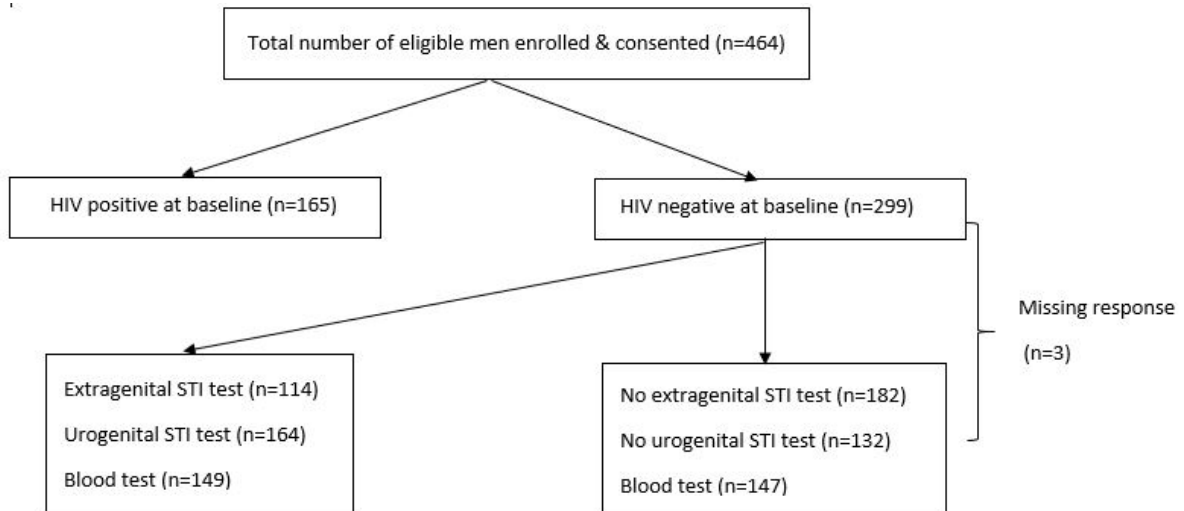 Total number of eligible men enrolled & consented (n=464)
HIV positive at baseline (n=165)
HIV negative at baseline (n=299)
Missing response
(n=3)
Extragenital STI test (n=114)
Urogenital STI test (n=164)
Blood test (n=149)
No extragenital STI test (n=182)
No urogenital STI test (n=132)
Blood test (n=147)